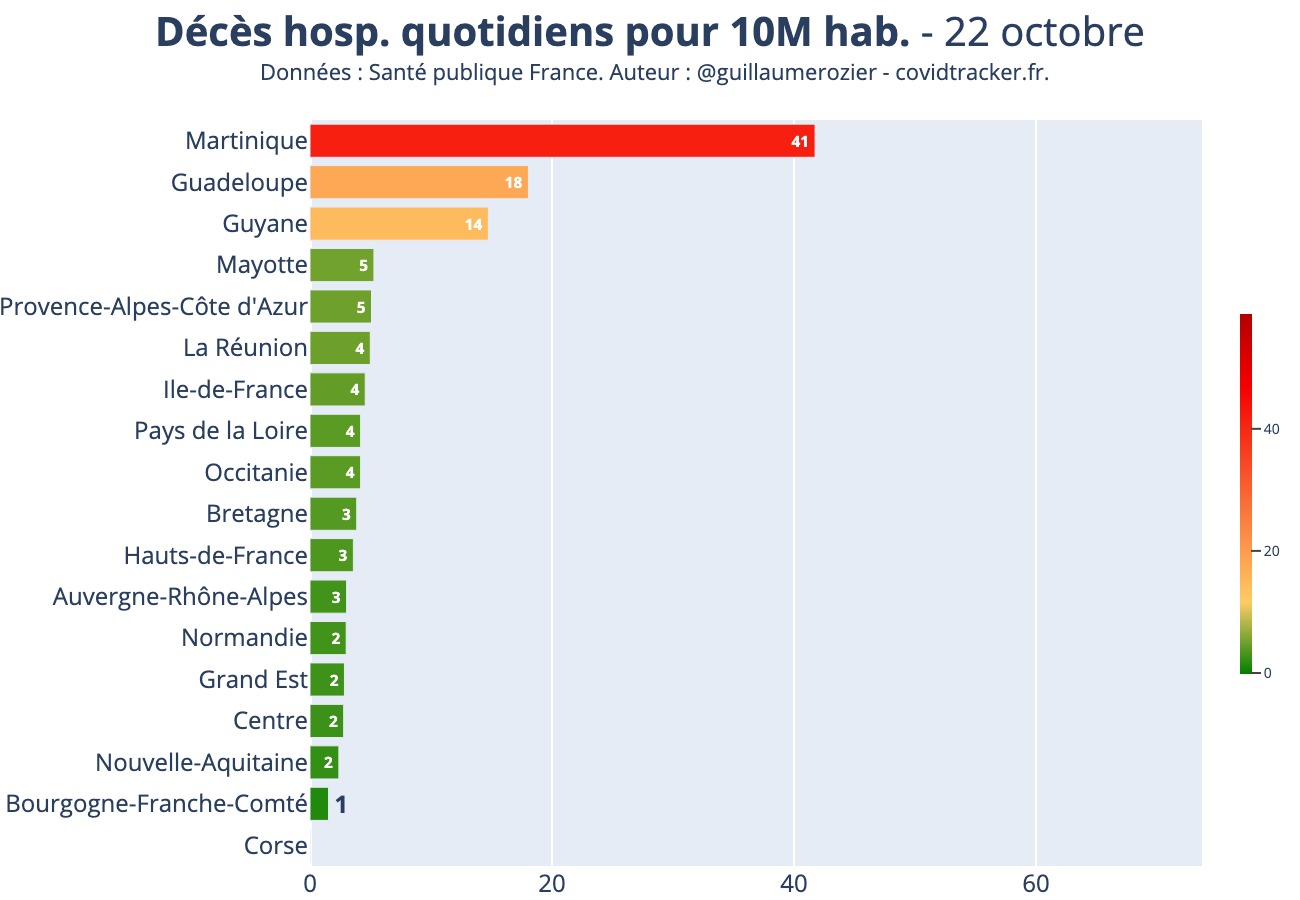 Décès hosp. quotidiens pour 10M hab. - 22 octobre
Données : Santé publique France. Auteur : @guillaumerozier - covidtracker.fr.
Martinique 41
Guadeloupe 18
Guyane 14
Mayotte 5
Provence-Alpes-Côte d'Azur 5
La Réunion 4
Ile-de-France 4
Pays de la Loire 4
Occitanie 4
Bretagne 3
Hauts-de-France 3
Auvergne-Rhône-Alpes 3
Normandie 2
Grand Est 2
Centre 2
Nouvelle-Aquitaine 2
Bourgogne-Franche-Comté 1
Corse
0 20 40 60
40
20
0